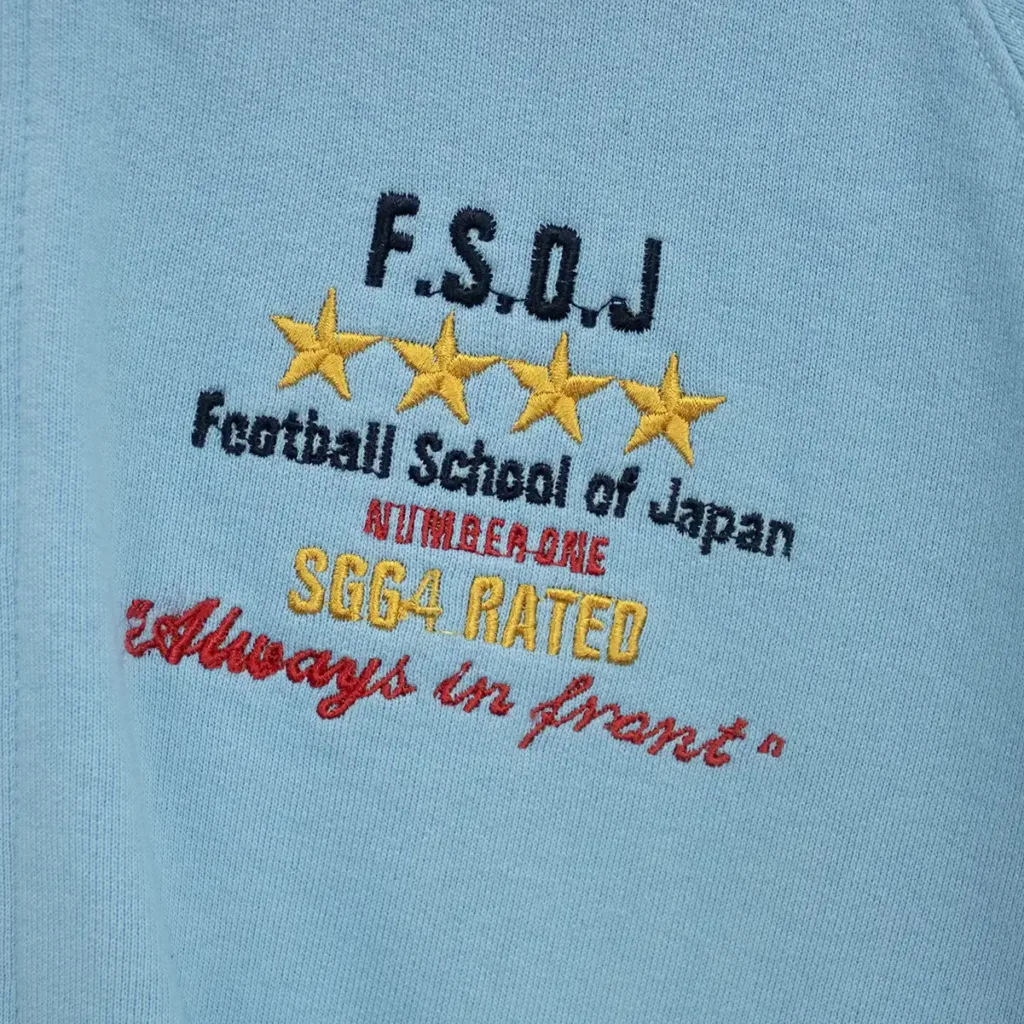 F.S.O.J
Football School of Japan
NUMBER ONE
SGG4 RATED
"Always in front"